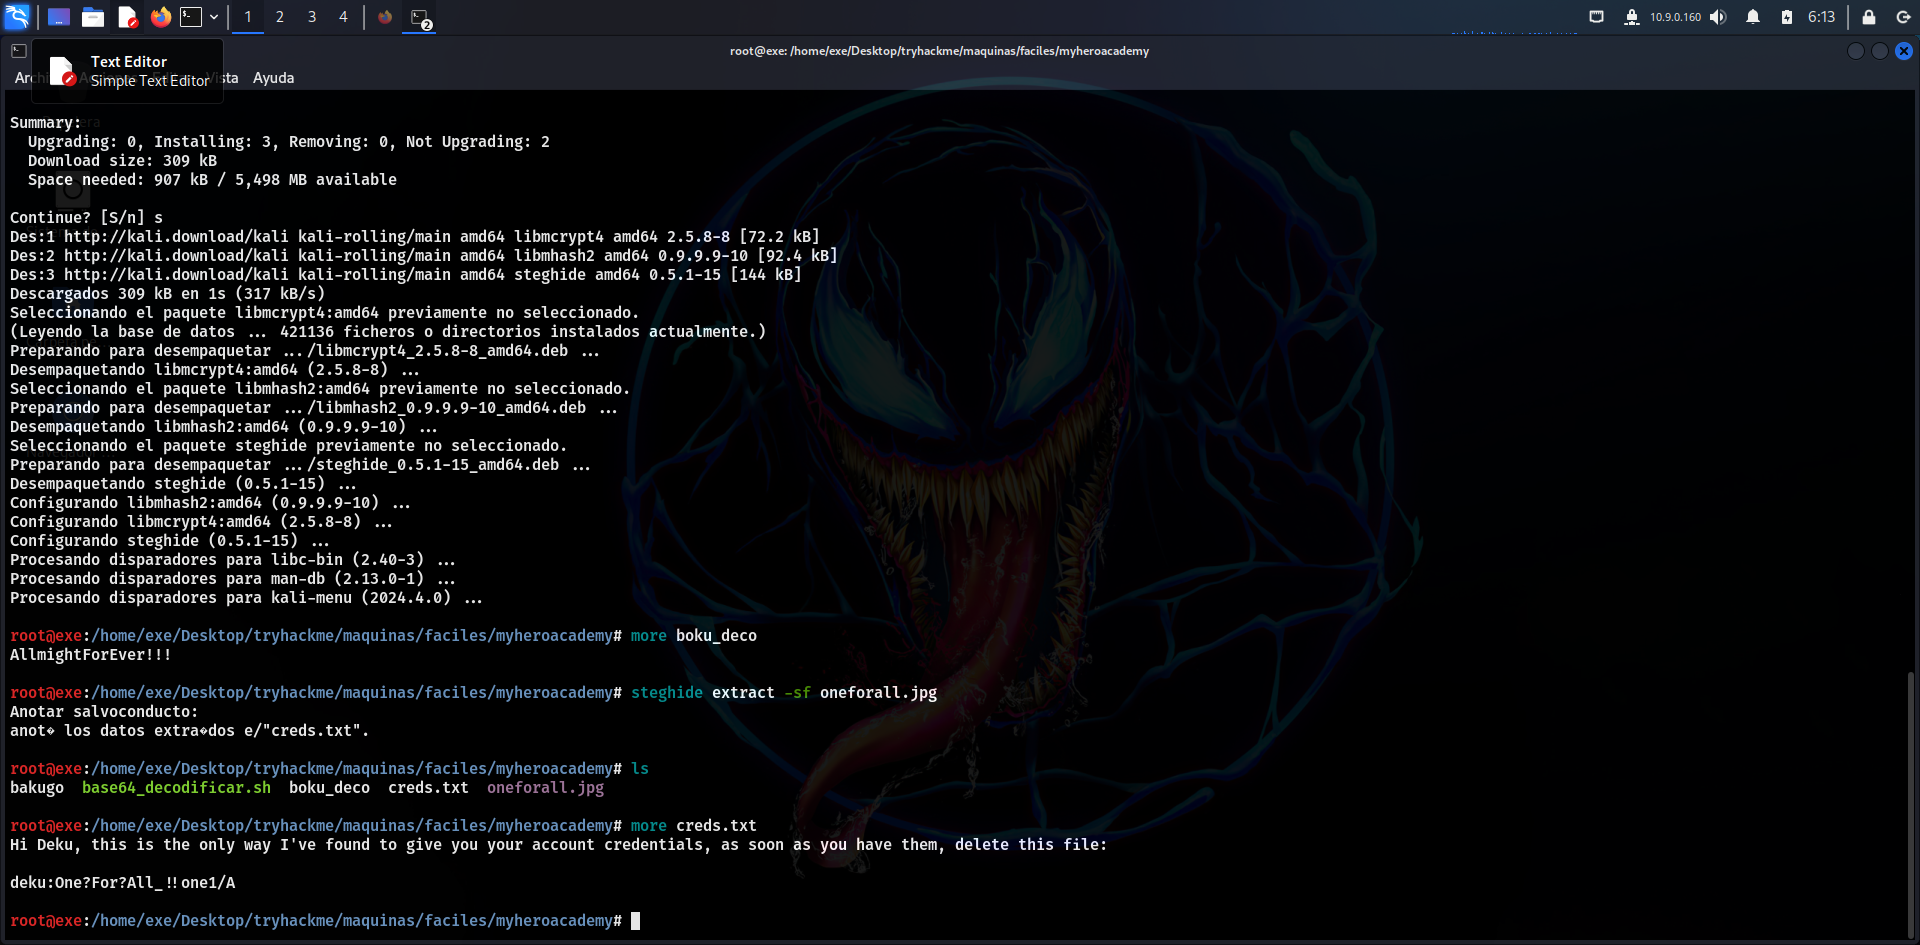 1 2 3 4
2
10.9.0.160
6:13
root@exe: /home/exe/Desktop/tryhackme/maquinas/faciles/myheroacademy
Text Editor
Simple Text Editor
Vista Ayuda
Summary:
Upgrading: 0, Installing: 3, Removing: 0, Not Upgrading: 2
Download size: 309 kB
Space needed: 907 kB / 5,498 MB available
Continue? [S/n] s
Des:1 http://kali.download/kali kali-rolling/main amd64 libmcrypt4 amd64 2.5.8-8 [72.2 kB]
Des:2 http://kali.download/kali kali-rolling/main amd64 libmhash2 amd64 0.9.9.9-10 [92.4 kB]
Des:3 http://kali.download/kali kali-rolling/main amd64 steghide amd64 0.5.1-15 [144 kB]
Descargados 309 kB en 1s (317 kB/s)
Seleccionando el paquete libmcrypt4:amd64 previamente no seleccionado.
(Leyendo la base de datos ... 421136 ficheros o directorios instalados actualmente.)
Preparando para desempaquetar .../libmcrypt4_2.5.8-8_amd64.deb ...
Desempaquetando libmcrypt4:amd64 (2.5.8-8) ...
Seleccionando el paquete libmhash2:amd64 previamente no seleccionado.
Preparando para desempaquetar .../libmhash2_0.9.9.9-10_amd64.deb ...
Desempaquetando libmhash2:amd64 (0.9.9.9-10) ...
Seleccionando el paquete steghide previamente no seleccionado.
Preparando para desempaquetar .../steghide_0.5.1-15_amd64.deb ...
Desempaquetando steghide (0.5.1-15) ...
Configurando libmhash2:amd64 (0.9.9.9-10) ...
Configurando libmcrypt4:amd64 (2.5.8-8) ...
Configurando steghide (0.5.1-15) ...
Procesando disparadores para libc-bin (2.40-3) ...
Procesando disparadores para man-db (2.13.0-1) ...
Procesando disparadores para kali-menu (2024.4.0) ...
root@exe:/home/exe/Desktop/tryhackme/maquinas/faciles/myheroacademy# more boku_deco
AllmightForEver!!!
root@exe:/home/exe/Desktop/tryhackme/maquinas/faciles/myheroacademy# steghide extract -sf oneforall.jpg
Anotar salvoconducto:
anot� los datos extra�dos e/"creds.txt".
root@exe:/home/exe/Desktop/tryhackme/maquinas/faciles/myheroacademy# ls
bakugo base64_decodificar.sh boku_deco creds.txt oneforall.jpg
root@exe:/home/exe/Desktop/tryhackme/maquinas/faciles/myheroacademy# more creds.txt
Hi Deku, this is the only way I've found to give you your account credentials, as soon as you have them, delete this file:
deku:One?For?All_!!one1/A
root@exe:/home/exe/Desktop/tryhackme/maquinas/faciles/myheroacademy#